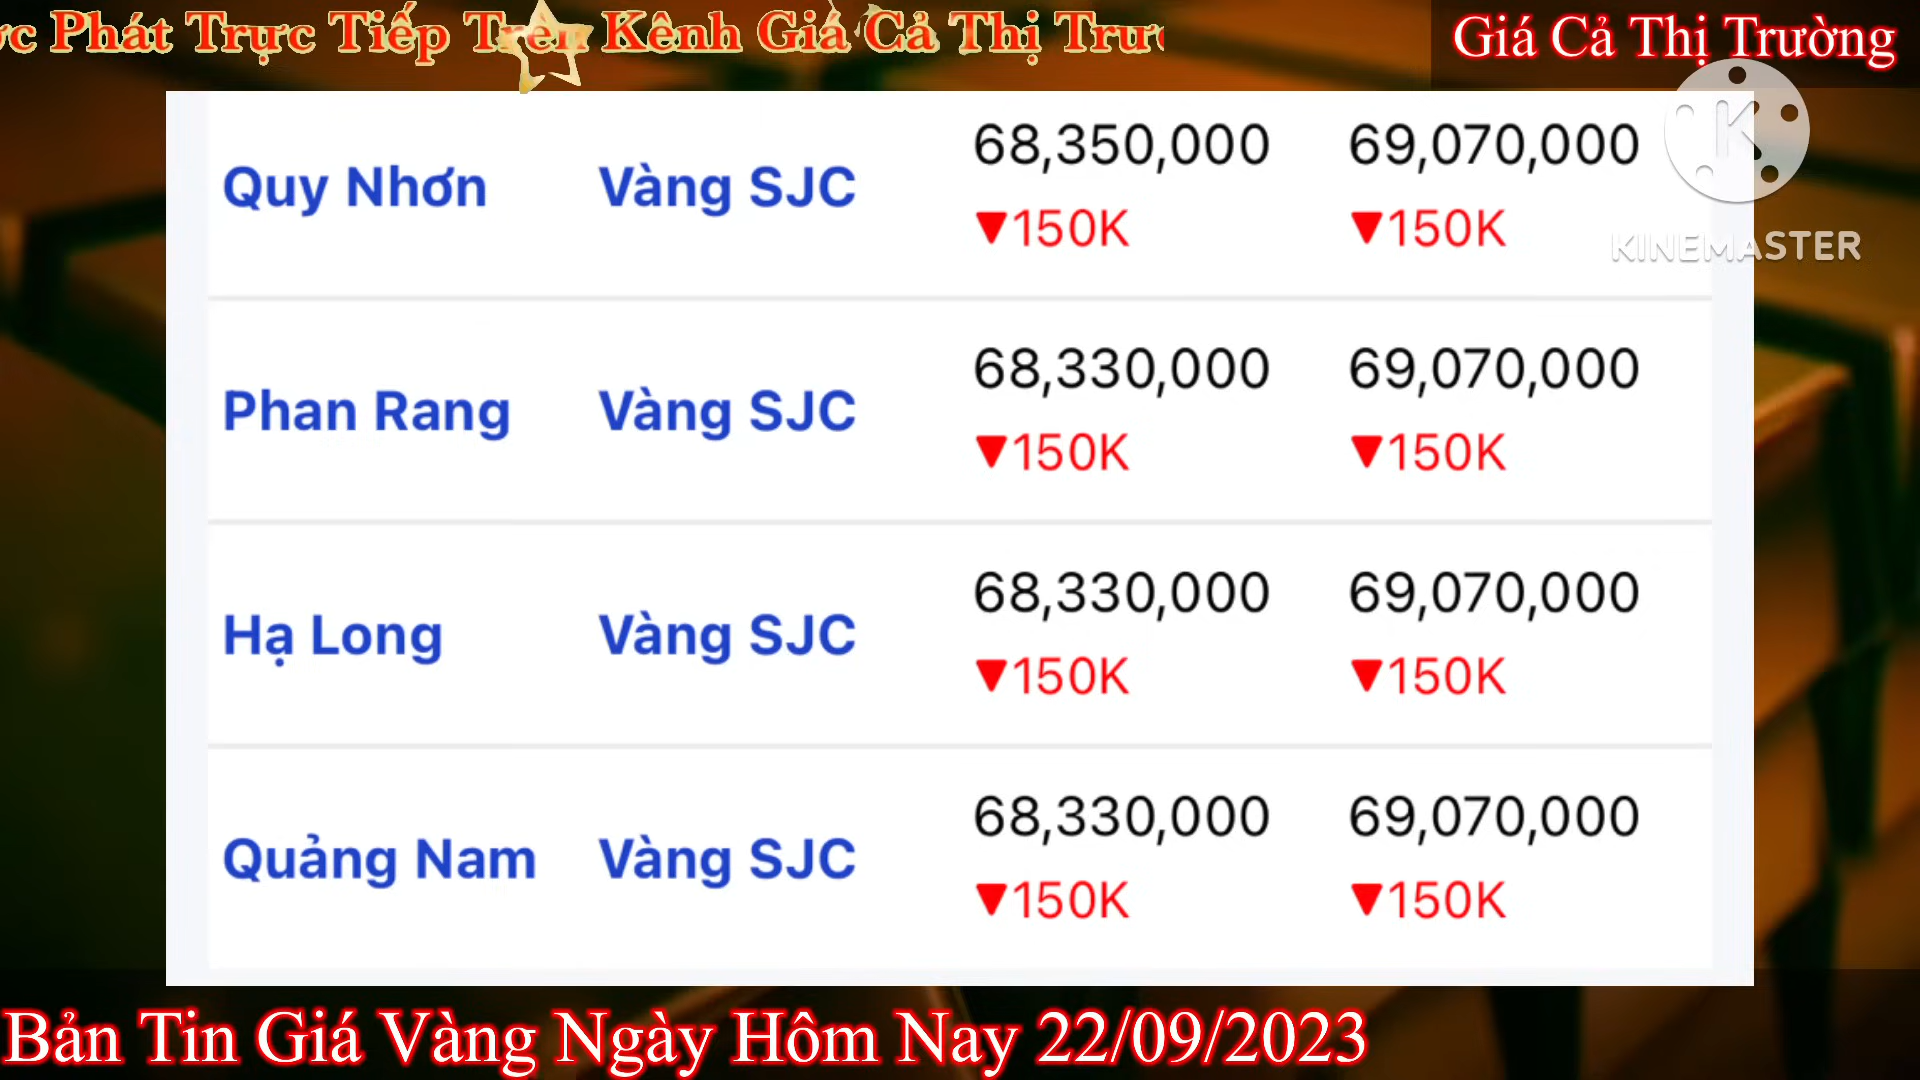 Phát Trực Tiếp Trên Kênh Giá Cả Thị
Giá Cả Thị Trường
KINEMASTER
Quy Nhơn Vàng SJC 68,350,000 69,070,000
▼150K ▼150K
Phan Rang Vàng SJC 68,330,000 69,070,000
▼150K ▼150K
Hạ Long Vàng SJC 68,330,000 69,070,000
▼150K ▼150K
Quảng Nam Vàng SJC 68,330,000 69,070,000
▼150K ▼150K
Bản Tin Giá Vàng Ngày Hôm Nay 22/09/2023